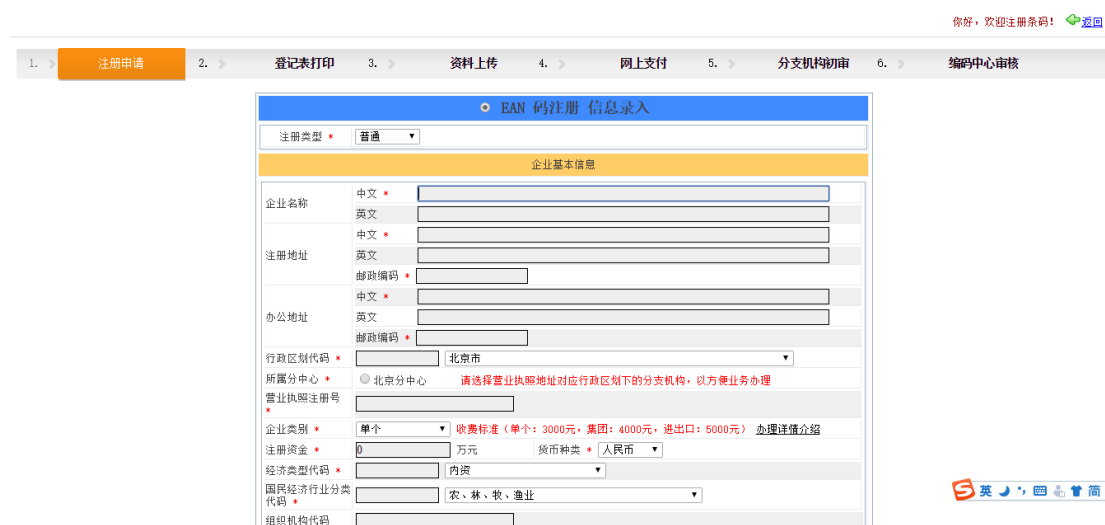 你好，欢迎注册条码！ 返回
1. 注册申请 2. 登记表打印 3. 资料上传 4. 网上支付 5. 分支机构初审 6. 编码中心审核
EAN 码注册 信息录入
注册类型 * 普通
企业基本信息
企业名称 中文 *
英文
注册地址 中文 *
英文
邮政编码 *
办公地址 中文 *
英文
邮政编码 *
行政区划代码 * 北京市
所属分中心 * 北京分中心 请选择营业执照地址对应行政区划下的分支机构，以方便业务办理
营业执照注册号
*
企业类别 * 单个 收费标准（单个：3000元，集团：4000元，进出口：5000元） 办理详情介绍
注册资金 * 0 万元 货币种类 * 人民币
经济类型代码 * 内资
国民经济行业分类
代码 * 农、林、牧、渔业
组织机构代码
英 简